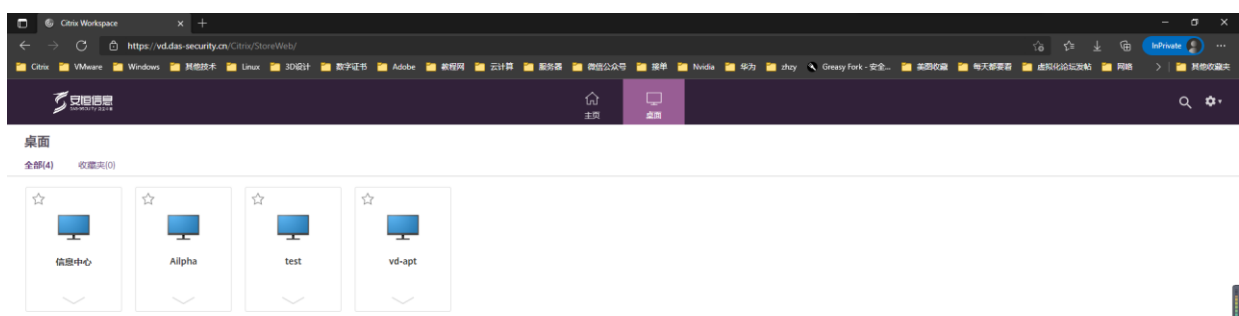 Citrix Workspace
https://vd.das-security.cn/Citrix/StoreWeb/
InPrivate
Citrix VMware Windows 其他技术 Linux 3D设计 数字证书 Adobe 教程网 云计算 服务器 微信公众号 接单 Nvidia 华为 zhzy Greasy Fork - 安全... 美图收藏 每天都要看 虚拟化论坛发帖 网络 其他收藏夹
安恒信息
主页 桌面
桌面
全部(4) 收藏夹(0)
信息中心 Ailpha test vd-apt